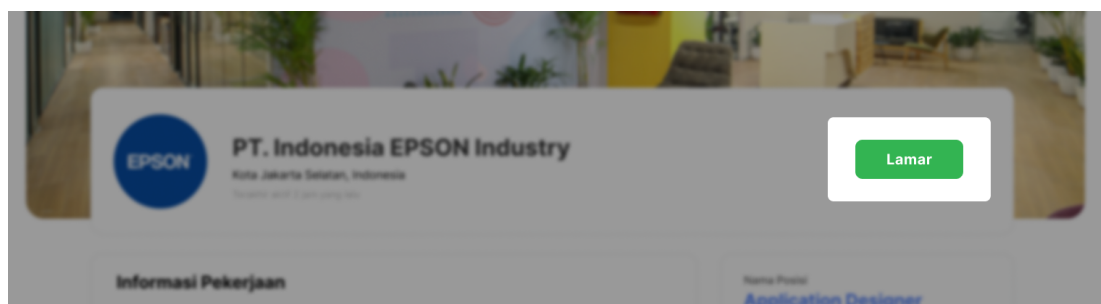 EPSON
PT. Indonesia EPSON Industry
Kota Jakarta Selatan, Indonesia
Lamar
Informasi Pekerjaan
Nama Posisi
Application Designer